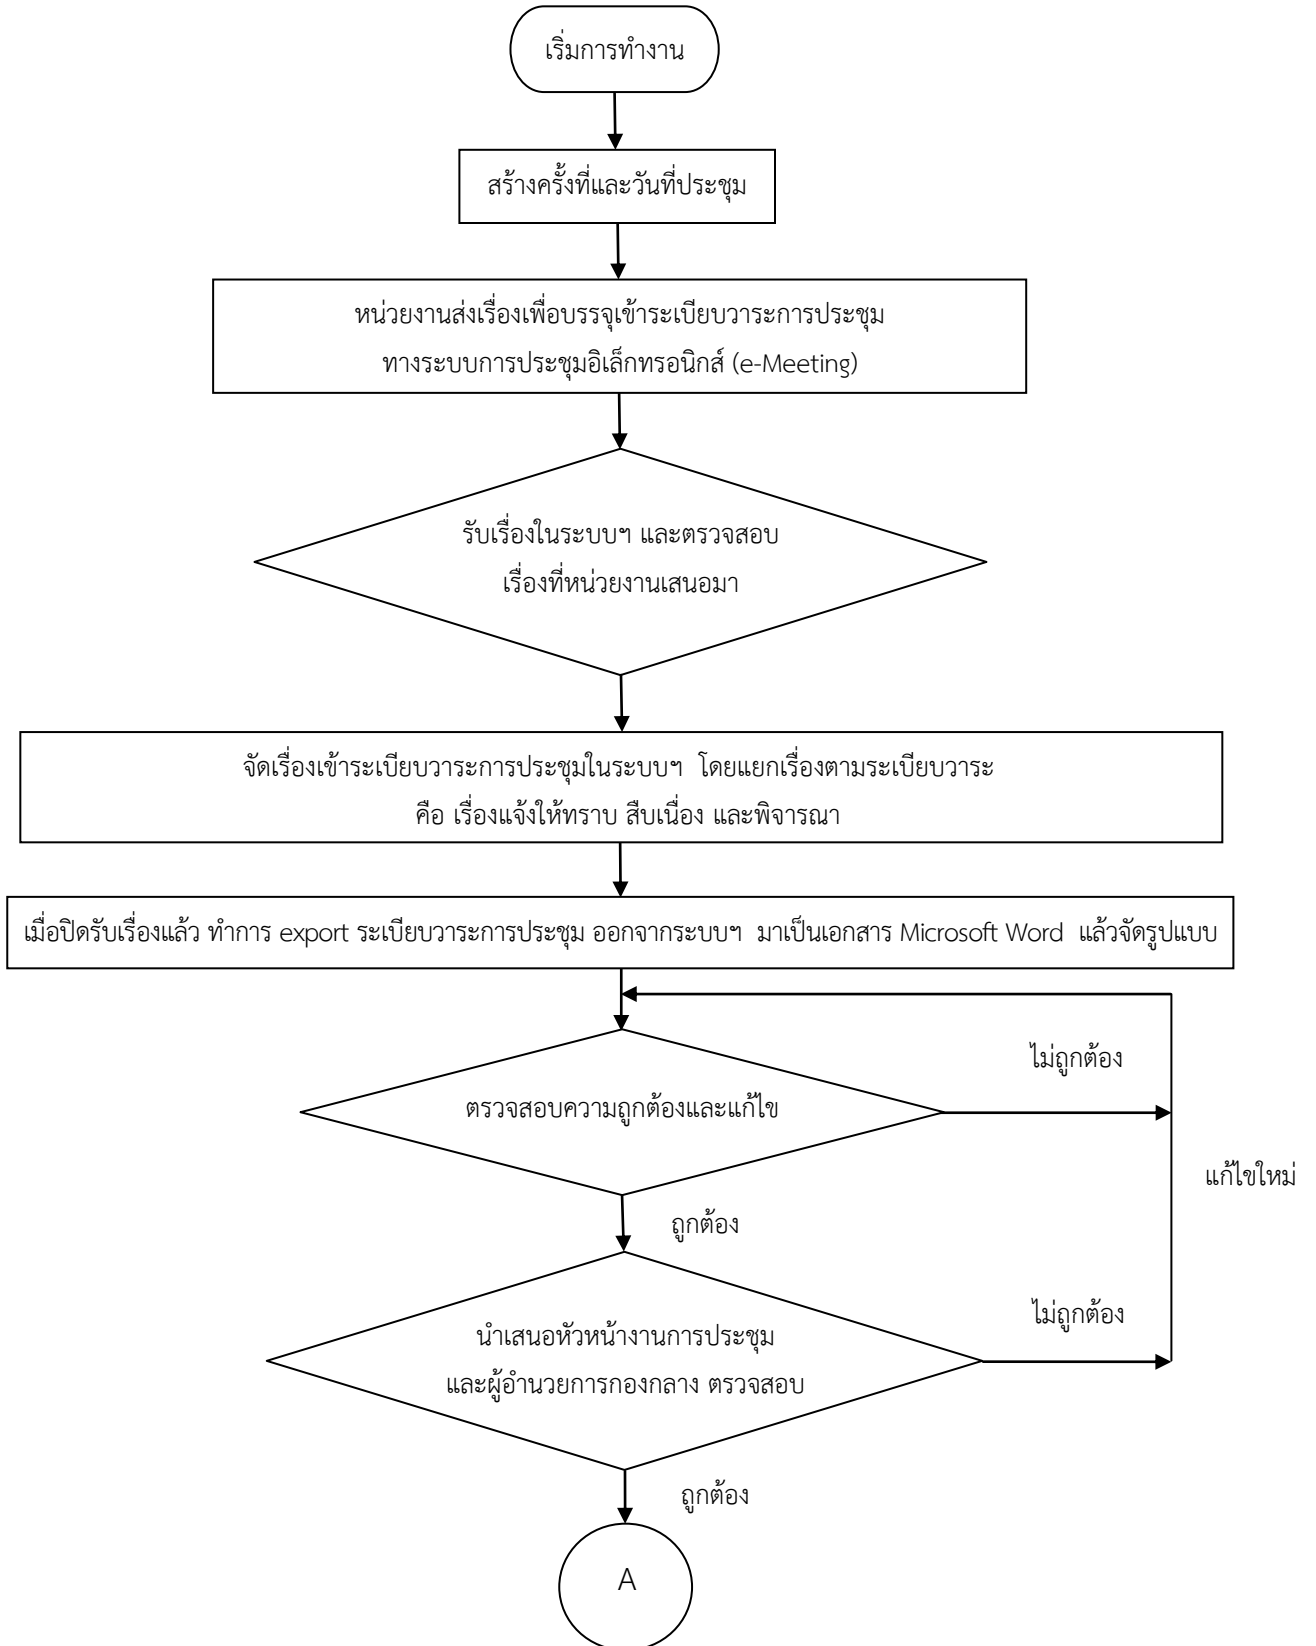 เริ่มการทำงาน
สร้างครั้งที่และวันที่ประชุม
หน่วยงานส่งเรื่องเพื่อบรรจุเข้าระเบียบวาระการประชุม
ทางระบบการประชุมอิเล็กทรอนิกส์ (e-Meeting)
รับเรื่องในระบบฯ และตรวจสอบ
เรื่องที่หน่วยงานเสนอมา
จัดเรื่องเข้าระเบียบวาระการประชุมในระบบฯ โดยแยกเรื่องตามระเบียบวาระ
คือ เรื่องแจ้งให้ทราบ สืบเนื่อง และพิจารณา
เมื่อปิดรับเรื่องแล้ว ทำการ export ระเบียบวาระการประชุม ออกจากระบบฯ มาเป็นเอกสาร Microsoft Word แล้วจัดรูปแบบ
ไม่ถูกต้อง
ตรวจสอบความถูกต้องและแก้ไข
แก้ไขใหม่
ถูกต้อง
ไม่ถูกต้อง
นำเสนอหัวหน้างานการประชุม
และผู้อำนวยการกองกลาง ตรวจสอบ
ถูกต้อง
A